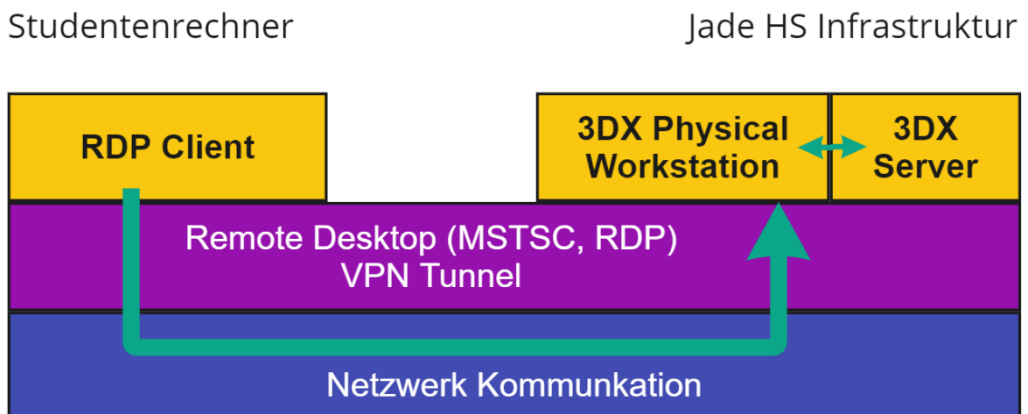 Studentenrechner
Jade HS Infrastruktur
RDP Client
3DX Physical
Workstation
3DX
Server
Remote Desktop (MSTSC, RDP)
VPN Tunnel
Netzwerk Kommunkation